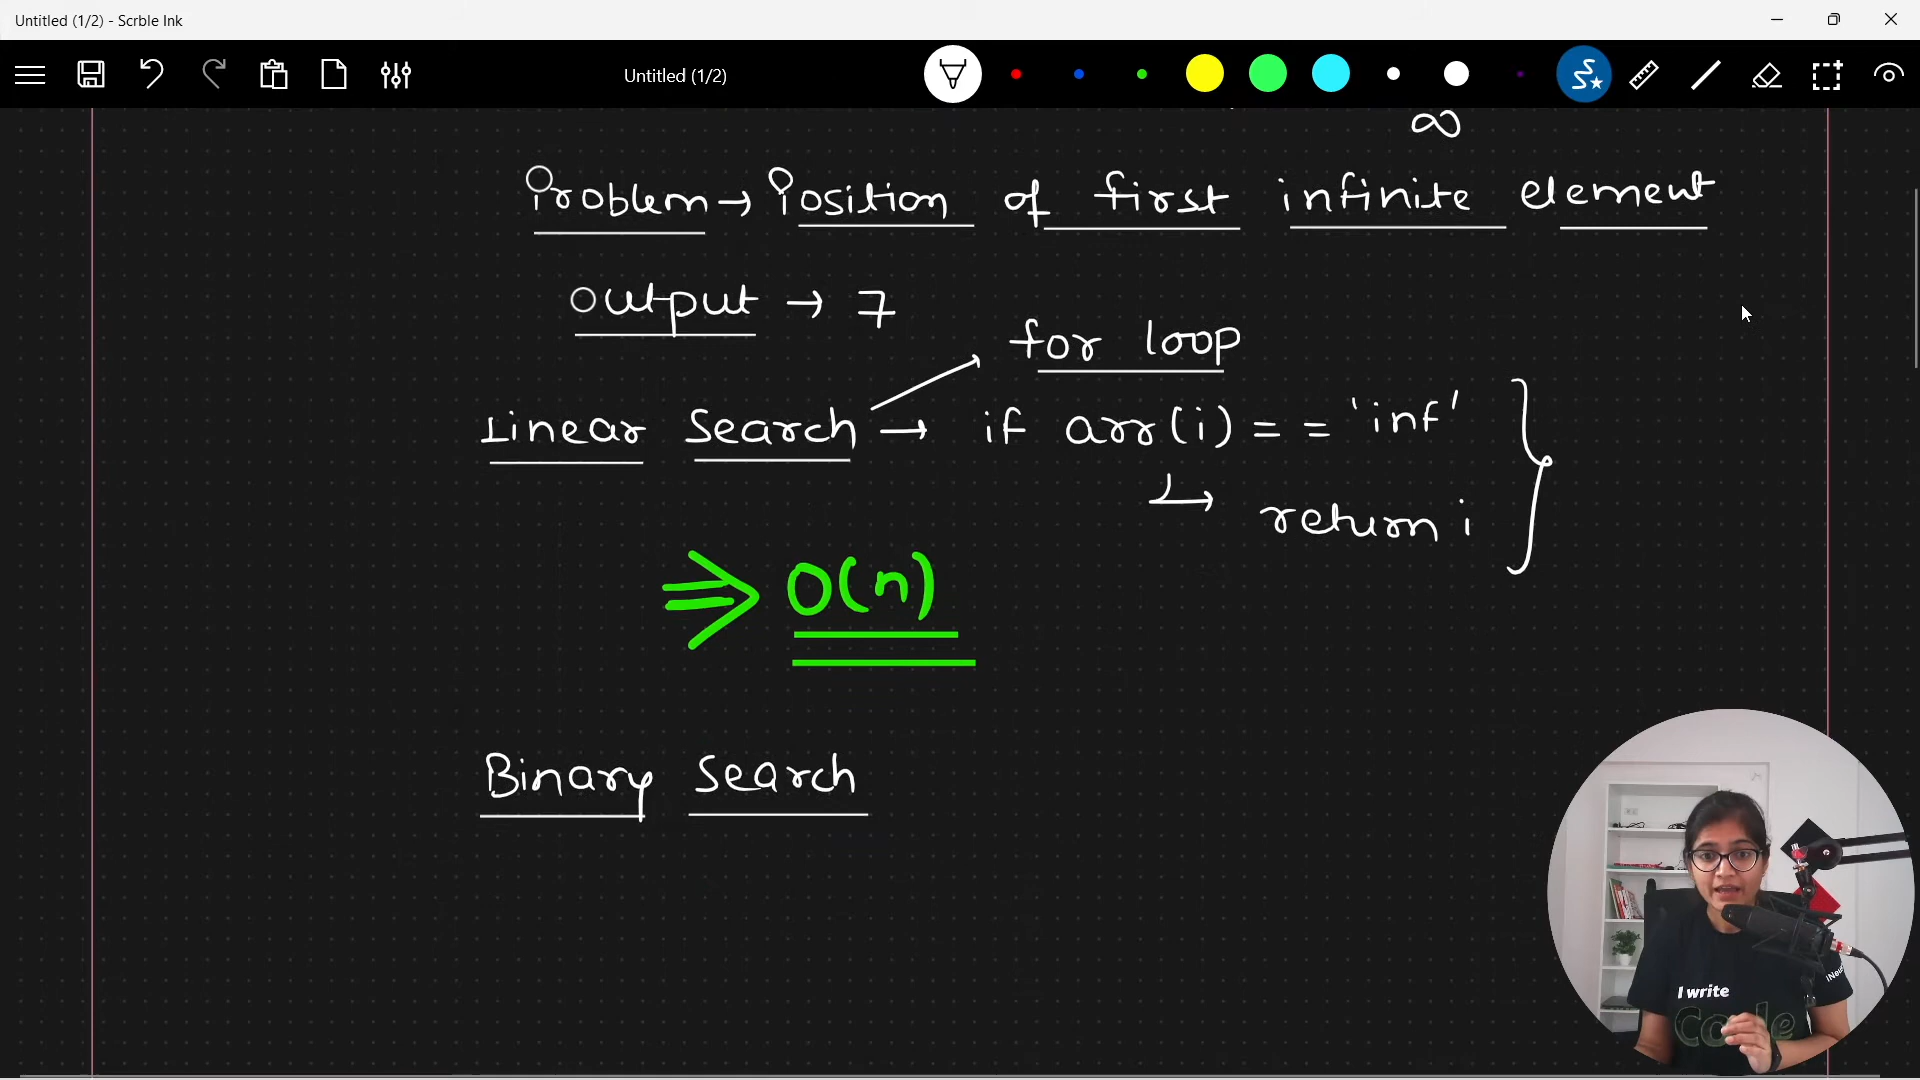 Untitled (1/2) - Scrble Ink
Untitled (1/2)
∞
Problem → Position of first infinite element
output → 7
for loop
Linear Search → if arr(i) == 'inf'
return i
⇒ O(n)
Binary Search
I write
Code